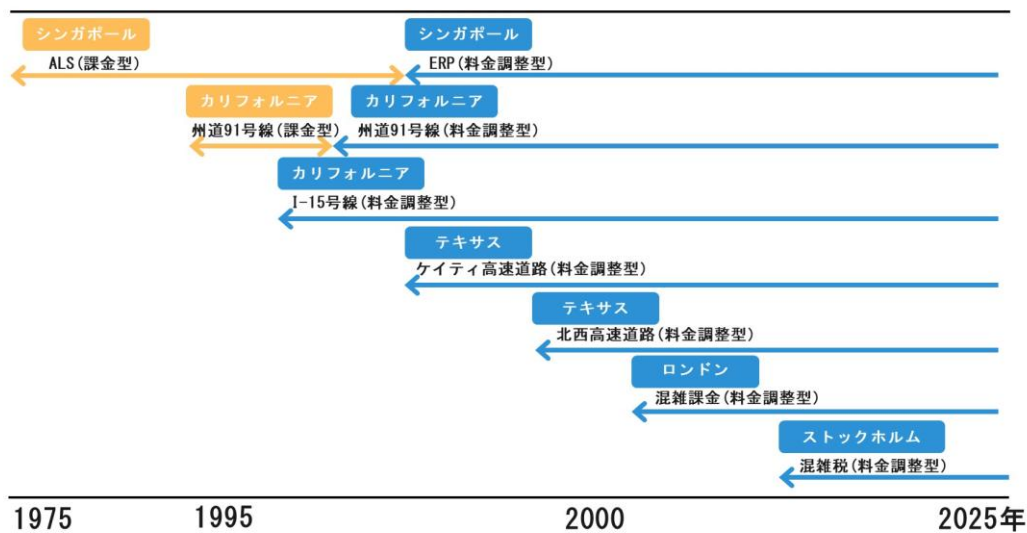 シンガポール
シンガポール
ALS(課金型)
ERP(料金調整型)
カリフォルニア
カリフォルニア
州道91号線(課金型)
州道91号線(料金調整型)
カリフォルニア
I-15号線(料金調整型)
テキサス
ケイティ高速道路(料金調整型)
テキサス
北西高速道路(料金調整型)
ロンドン
混雑課金(料金調整型)
ストックホルム
混雑税(料金調整型)
1975
1995
2000
2025年